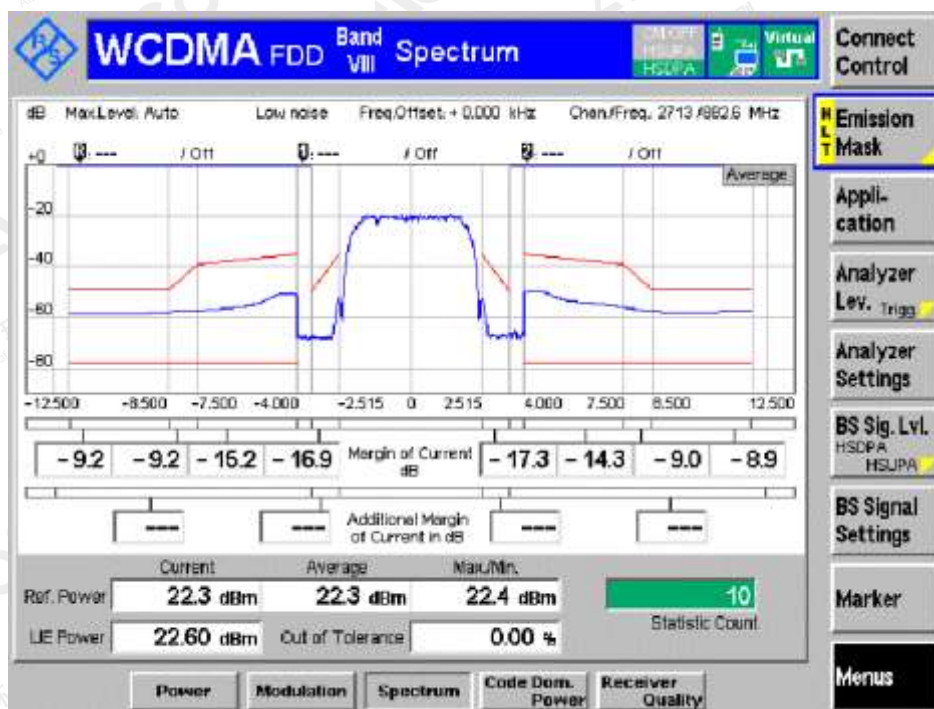 WCDMA FDD Band VIII Spectrum
HSUPA
HSDPA
Virtual
Connect Control
dB Max.Level: Auto Low noise Freq.Offset: + 0.000 kHz Chan./Freq.: 2713 /882.6 MHz
HLT
Emission Mask
+0 --- / Off --- / Off 2: --- / Off
Average
Appli-cation
-20
-40
Analyzer Lev. Trigg.
-60
Analyzer Settings
-80
-12.500 -8.500 -7.500 -4.000 -2.515 0 2.515 4.000 7.500 8.500 12.500
BS Sig. Lvl.
HSDPA
HSUPA
-9.2 -9.2 -15.2 -16.9 Margin of Current dB -17.3 -14.3 -9.0 -8.9
BS Signal Settings
--- --- Additional Margin of Current in dB --- ---
Current Average Max./Min.
Ref. Power 22.3 dBm 22.3 dBm 22.4 dBm 10
Marker
UE Power 22.60 dBm Out of Tolerance 0.00 % Statistic Count
Power Modulation Spectrum Code Dom. Power Receiver Quality
Menus